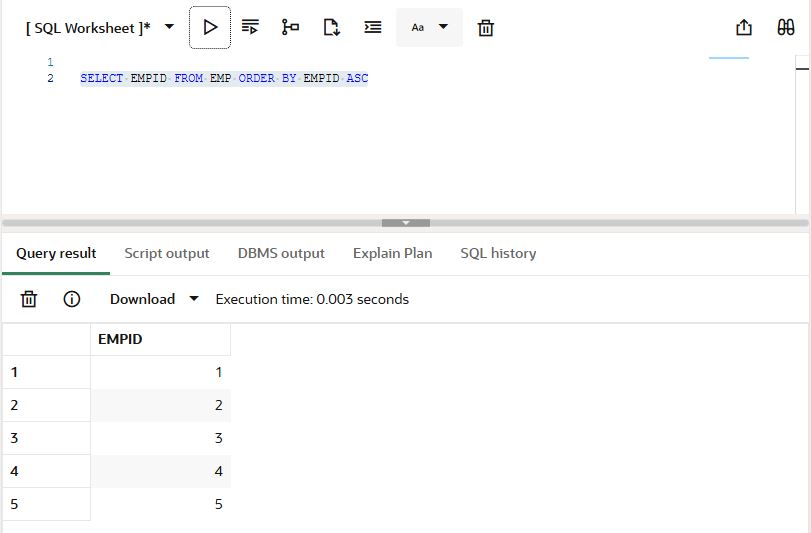 [ SQL Worksheet ]* Aa
1
2 SELECT EMPID FROM EMP ORDER BY EMPID ASC
Query result Script output DBMS output Explain Plan SQL history
Download Execution time: 0.003 seconds
EMPID
1 1
2 2
3 3
4 4
5 5